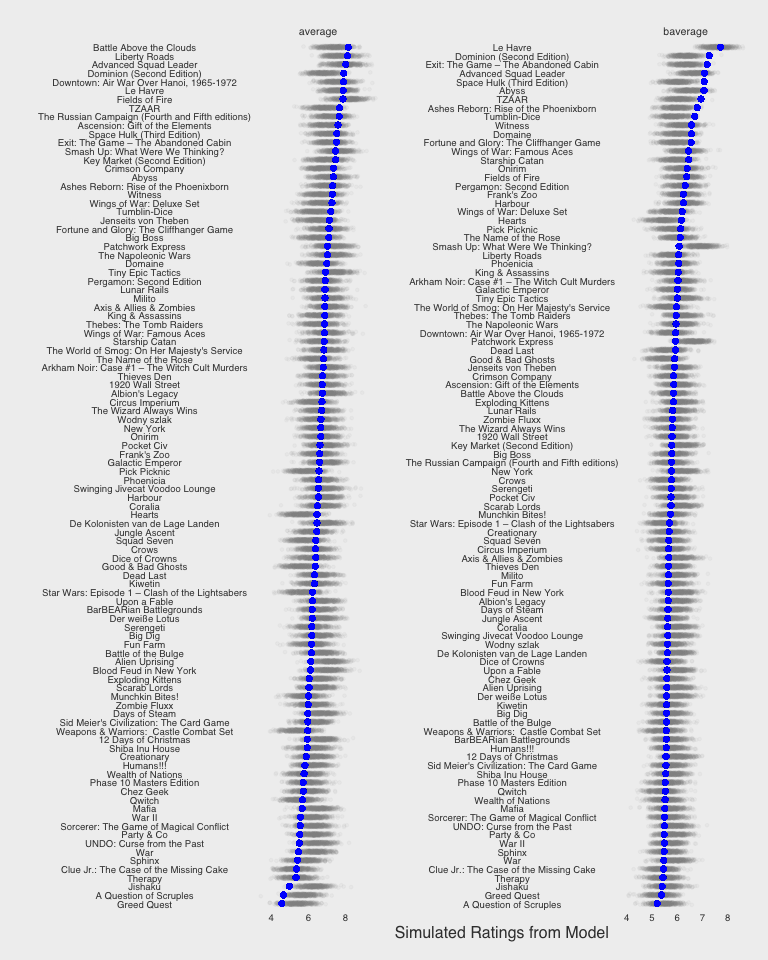 average
Battle Above the Clouds
Liberty Roads
Advanced Squad Leader
Dominion (Second Edition)
Downtown: Air War Over Hanoi, 1965-1972
Le Havre
Fields of Fire
TZAAR
The Russian Campaign (Fourth and Fifth editions)
Ascension: Gift of the Elements
Space Hulk (Third Edition)
Exit: The Game – The Abandoned Cabin
Smash Up: What Were We Thinking?
Key Market (Second Edition)
Crimson Company
Abyss
Ashes Reborn: Rise of the Phoenixborn
Witness
Wings of War: Deluxe Set
Tumblin-Dice
Jenseits von Theben
Fortune and Glory: The Cliffhanger Game
Big Boss
Patchwork Express
The Napoleonic Wars
Domaine
Tiny Epic Tactics
Pergamon: Second Edition
Lunar Rails
Milito
Axis & Allies & Zombies
King & Assassins
Thebes: The Tomb Raiders
Wings of War: Famous Aces
Starship Catan
The World of Smog: On Her Majesty's Service
The Name of the Rose
Arkham Noir: Case #1 – The Witch Cult Murders
Thieves Den
1920 Wall Street
Albion's Legacy
Circus Imperium
The Wizard Always Wins
Wodny szlak
New York
Onirim
Pocket Civ
Frank's Zoo
Galactic Emperor
Pick Picknic
Phoenicia
Swinging Jivecat Voodoo Lounge
Harbour
Coralia
Hearts
De Kolonisten van de Lage Landen
Jungle Ascent
Squad Seven
Crows
Dice of Crowns
Good & Bad Ghosts
Dead Last
Kiwetin
Star Wars: Episode 1 – Clash of the Lightsabers
Upon a Fable
BarBEARian Battlegrounds
Der weiße Lotus
Serengeti
Big Dig
Fun Farm
Battle of the Bulge
Alien Uprising
Blood Feud in New York
Exploding Kittens
Scarab Lords
Munchkin Bites!
Zombie Fluxx
Days of Steam
Sid Meier's Civilization: The Card Game
Weapons & Warriors: Castle Combat Set
12 Days of Christmas
Shiba Inu House
Creationary
Humans!!!
Wealth of Nations
Phase 10 Masters Edition
Chez Geek
Qwitch
Mafia
War II
Sorcerer: The Game of Magical Conflict
Party & Co
UNDO: Curse from the Past
War
Sphinx
Clue Jr.: The Case of the Missing Cake
Therapy
Jishaku
A Question of Scruples
Greed Quest
4 6 8
baverage
Le Havre
Dominion (Second Edition)
Exit: The Game – The Abandoned Cabin
Advanced Squad Leader
Space Hulk (Third Edition)
Abyss
TZAAR
Ashes Reborn: Rise of the Phoenixborn
Tumblin-Dice
Witness
Domaine
Fortune and Glory: The Cliffhanger Game
Wings of War: Famous Aces
Starship Catan
Onirim
Fields of Fire
Pergamon: Second Edition
Frank's Zoo
Harbour
Wings of War: Deluxe Set
Hearts
Pick Picknic
The Name of the Rose
Smash Up: What Were We Thinking?
Liberty Roads
Phoenicia
King & Assassins
Arkham Noir: Case #1 – The Witch Cult Murders
Galactic Emperor
Tiny Epic Tactics
The World of Smog: On Her Majesty's Service
Thebes: The Tomb Raiders
The Napoleonic Wars
Downtown: Air War Over Hanoi, 1965-1972
Patchwork Express
Dead Last
Good & Bad Ghosts
Jenseits von Theben
Crimson Company
Ascension: Gift of the Elements
Battle Above the Clouds
Exploding Kittens
Lunar Rails
Zombie Fluxx
The Wizard Always Wins
1920 Wall Street
Key Market (Second Edition)
Big Boss
The Russian Campaign (Fourth and Fifth editions)
New York
Crows
Serengeti
Pocket Civ
Scarab Lords
Munchkin Bites!
Star Wars: Episode 1 – Clash of the Lightsabers
Creationary
Squad Seven
Circus Imperium
Axis & Allies & Zombies
Thieves Den
Milito
Fun Farm
Blood Feud in New York
Albion's Legacy
Days of Steam
Jungle Ascent
Coralia
Swinging Jivecat Voodoo Lounge
Wodny szlak
De Kolonisten van de Lage Landen
Dice of Crowns
Upon a Fable
Chez Geek
Alien Uprising
Der weiße Lotus
Kiwetin
Big Dig
Battle of the Bulge
Weapons & Warriors: Castle Combat Set
BarBEARian Battlegrounds
Humans!!!
12 Days of Christmas
Sid Meier's Civilization: The Card Game
Shiba Inu House
Phase 10 Masters Edition
Qwitch
Wealth of Nations
Mafia
Sorcerer: The Game of Magical Conflict
UNDO: Curse from the Past
Party & Co
War II
Sphinx
War
Clue Jr.: The Case of the Missing Cake
Therapy
Jishaku
Greed Quest
A Question of Scruples
4 5 6 7 8
Simulated Ratings from Model